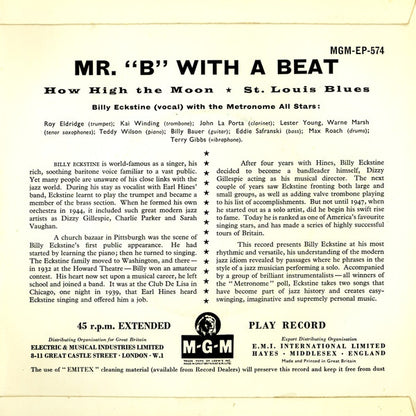 MGM-EP-574
MR. "B" WITH A BEAT
How High the Moon ★ St. Louis Blues
Billy Eckstine (vocal) with the Metronome All Stars:
Roy Eldridge (trumpet); Kai Winding (trombone); John La Porta (clarinet); Lester Young, Warne Marsh
(tenor saxophones); Teddy Wilson (piano); Billy Bauer (guitar); Eddie Safranski (bass); Max Roach (drums);
Terry Gibbs (vibraphone).
BILLY ECKSTINE is world-famous as a singer, his
rich, soothing baritone voice familiar to a vast public.
Yet many people are unaware of his close links with the
jazz world. During his stay as vocalist with Earl Hines'
band, Eckstine learnt to play the trumpet and became a
member of the brass section. When he formed his own
orchestra in 1944, it included such great modern jazz
artists as Dizzy Gillespie, Charlie Parker and Sarah
Vaughan.
A church bazaar in Pittsburgh was the scene of
Billy Eckstine's first public appearance. He had
started by learning the piano; then he turned to singing.
The Eckstine family moved to Washington, and there —
in 1932 at the Howard Theatre — Billy won an amateur
contest. His heart now set upon a musical career, he
left school and joined a band. It was at the Club De Lisa in
Chicago, one night in 1939, that Earl Hines heard
Eckstine singing and offered him a job.
After four years with Hines, Billy Eckstine
decided to become a bandleader himself, Dizzy
Gillespie acting as his musical director. The next
couple of years saw Eckstine fronting both large and
small groups, as well as adding valve trombone playing
to his list of accomplishments. But not until 1947, when
he started out as a solo artist, did he begin his swift rise
to fame. Today he is ranked as one of America's favourite
singing stars, and has made a series of highly successful
tours of Britain.
This record presents Billy Eckstine at his most
rhythmic and versatile, his understanding of the modern
jazz idiom revealed by passages where he phrases in the
style of a jazz musician performing a solo. Accompanied
by a group of brilliant instrumentalists — all winners of
the "Metronome" poll, Eckstine takes two songs that
have become part of jazz history and creates easy-
swinging, imaginative and supremely personal music.
45 r.p.m. EXTENDED PLAY RECORD
Distributing Organisation for Great Britain
ELECTRIC & MUSICAL INDUSTRIES LIMITED
8-11 GREAT CASTLE STREET · LONDON · W.1
M-G-M
Export Distributing Organisation
E.M.I. INTERNATIONAL LIMITED
HAYES · MIDDLESEX · ENGLAND
Made and Printed in Great Britain
The use of "EMITEX" cleaning material (available from Record Dealers) will preserve this record and keep it free from dust